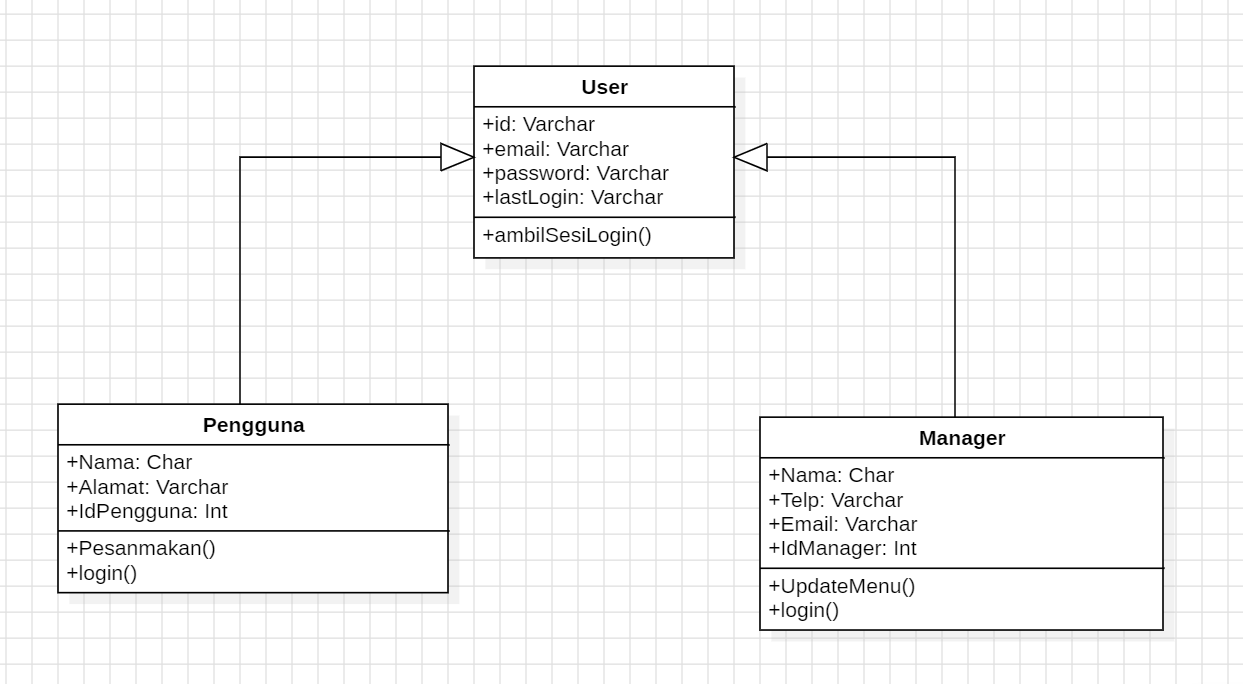 User
+id: Varchar
+email: Varchar
+password: Varchar
+lastLogin: Varchar
+ambilSesiLogin()
Pengguna
+Nama: Char
+Alamat: Varchar
+IdPengguna: Int
+Pesanmakan()
+login()
Manager
+Nama: Char
+Telp: Varchar
+Email: Varchar
+IdManager: Int
+UpdateMenu()
+login()